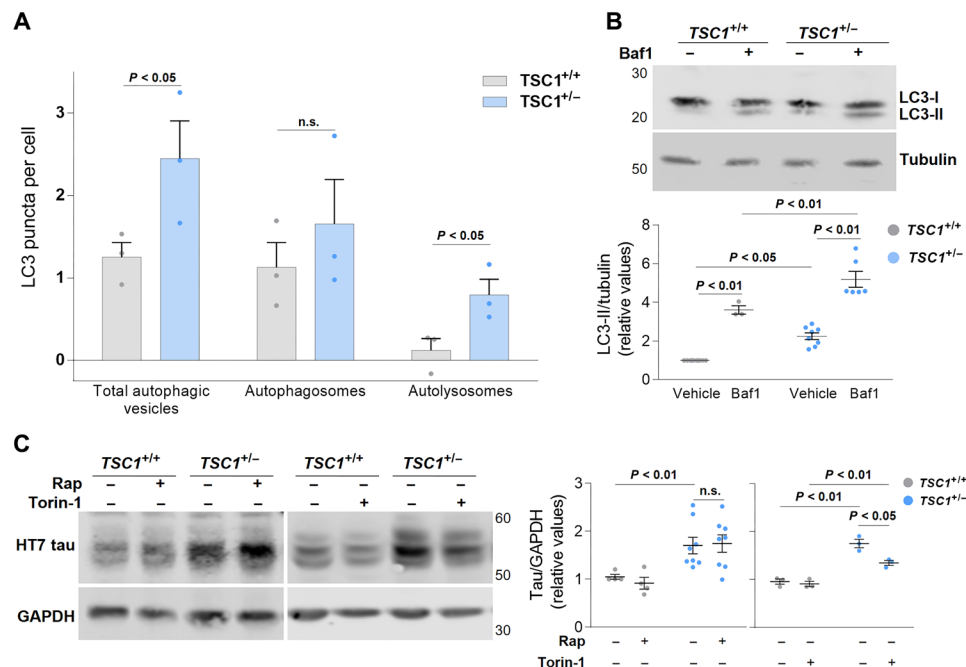 A
LC3 puncta per cell
3
2
1
0
P < 0.05
n.s.
P < 0.05
TSC1+/+
TSC1+/−
Total autophagic
vesicles
Autophagosomes
Autolysosomes
B
TSC1+/+
TSC1+/−
Baf1
− + − +
30
20
LC3-I
LC3-II
50
Tubulin
LC3-II/tubulin
(relative values)
8
6
4
2
0
P < 0.01
P < 0.01
P < 0.05
P < 0.01
TSC1+/+
TSC1+/−
Vehicle
Baf1
Vehicle
Baf1
C
TSC1+/+
TSC1+/−
TSC1+/+
TSC1+/−
Rap
− + − + − − − −
Torin-1
− − − − − + − +
HT7 tau
60
50
GAPDH
30
Tau/GAPDH
(relative values)
3
2
1
0
P < 0.01
n.s.
P < 0.01
P < 0.01
P < 0.05
TSC1+/+
TSC1+/−
Rap
− + − + − − − −
Torin-1
− − − − − + − +